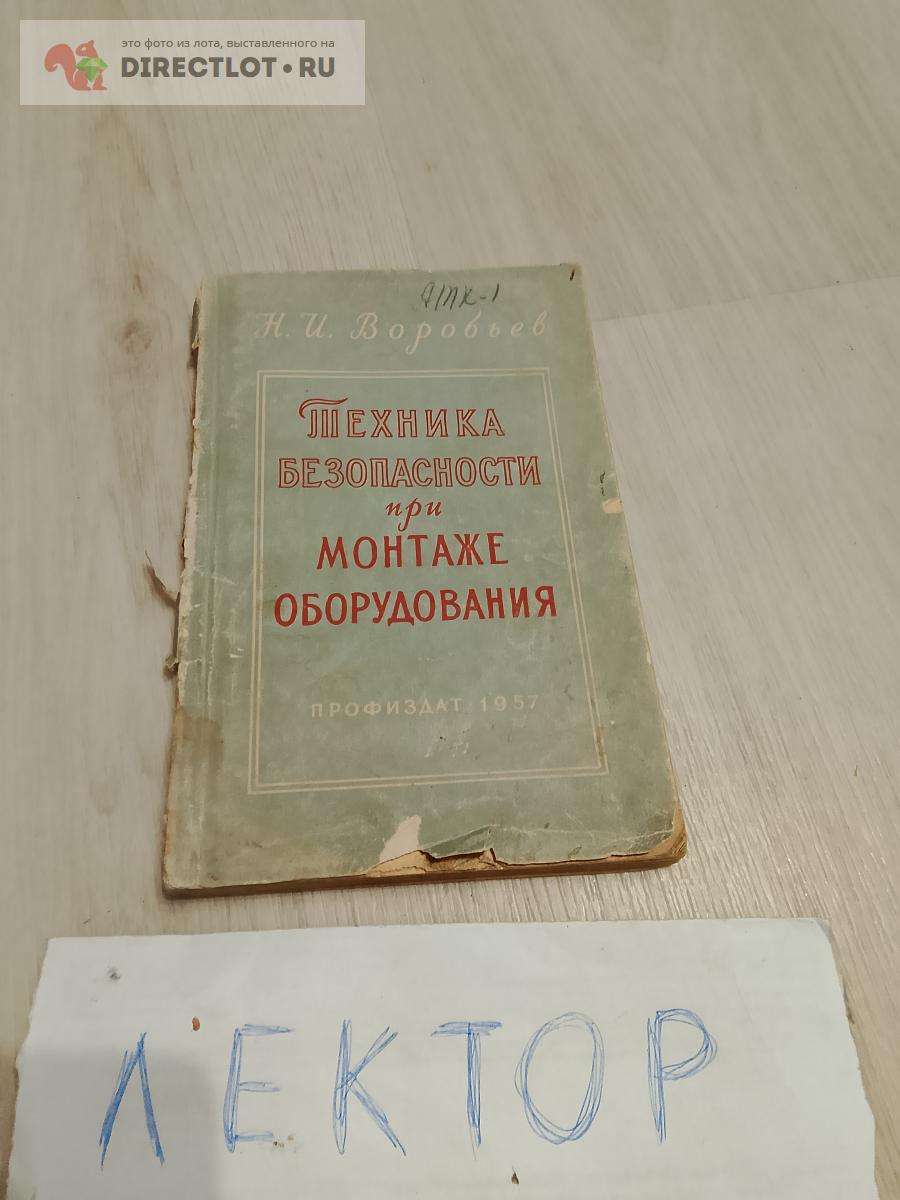 это фото из лота, выставленного на
DIRECTLOT.RU
Н. И. Воробьев
ТЕХНИКА
БЕЗОПАСНОСТИ
при
МОНТАЖЕ
ОБОРУДОВАНИЯ
ПРОФИЗДАТ 1957
ЛЕКТОР